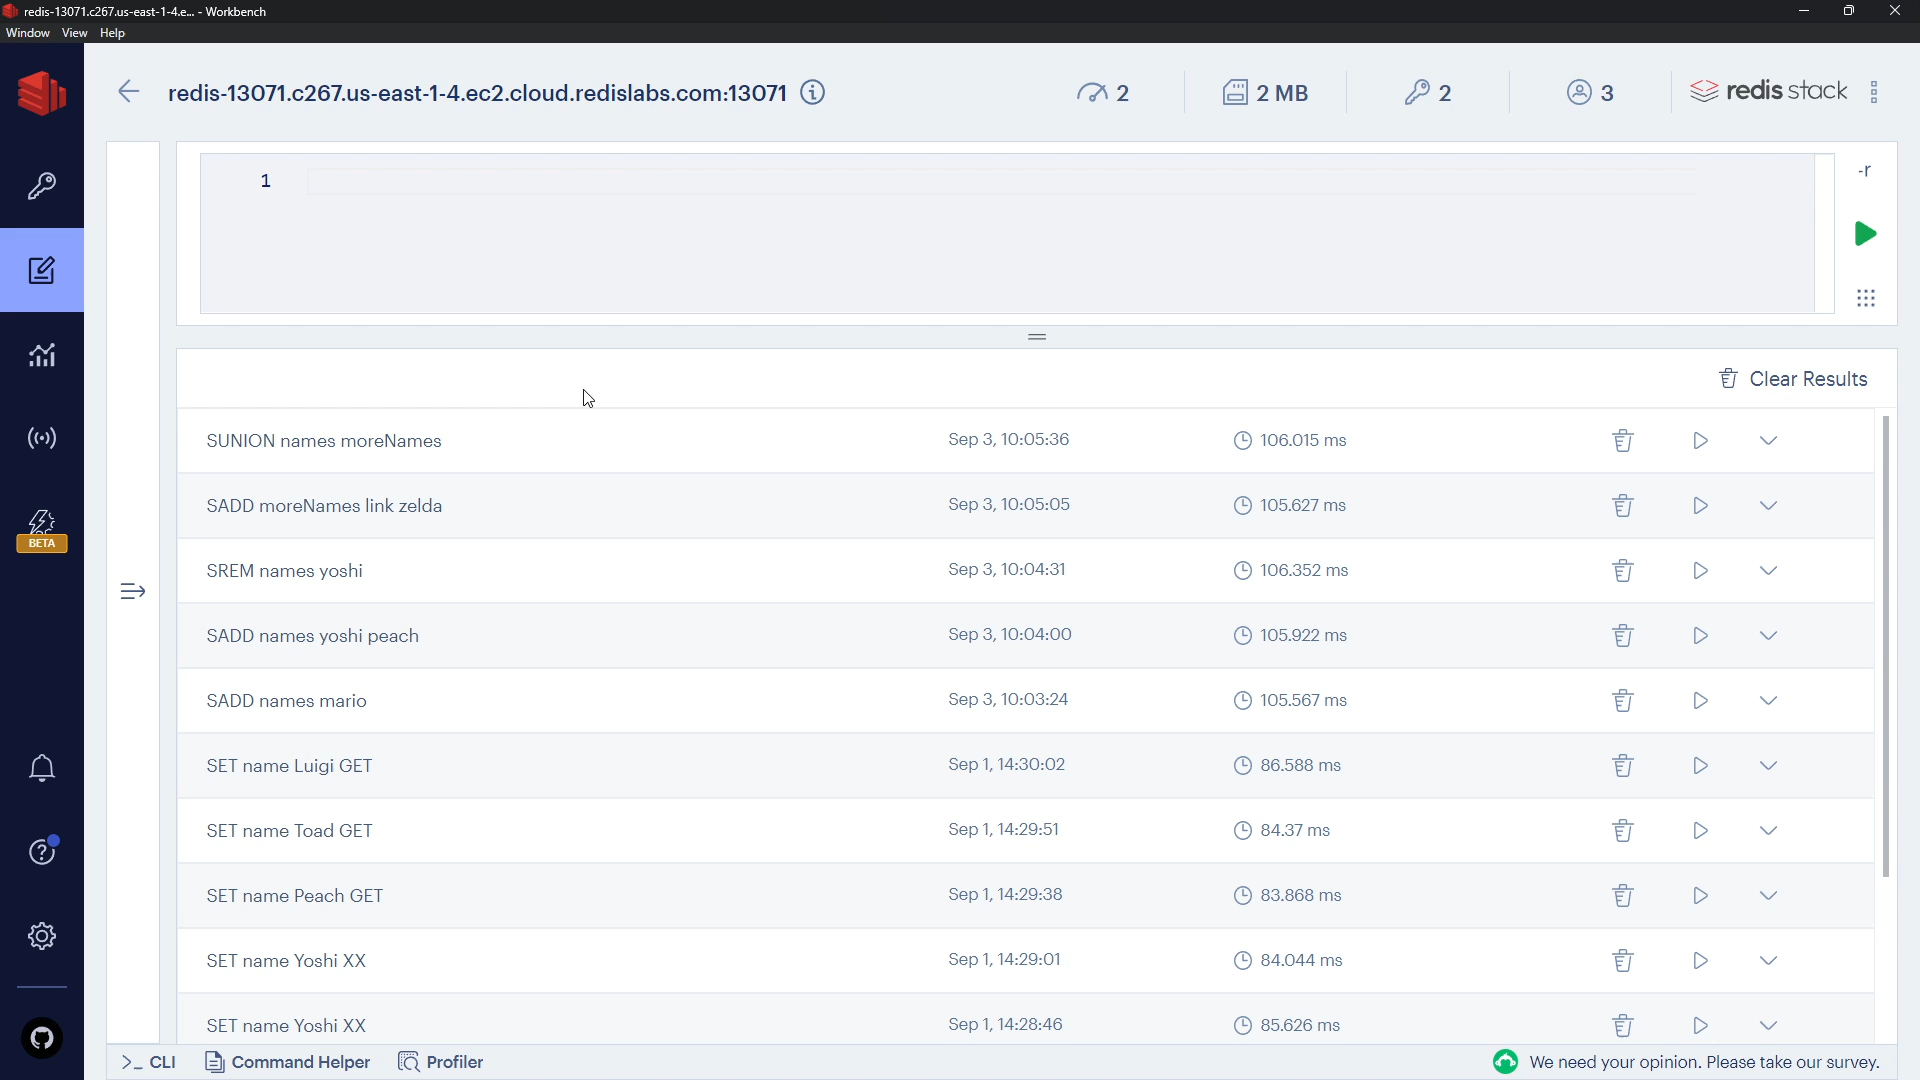 redis-13071.c267.us-east-1-4.e... - Workbench
Window View Help
redis-13071.c267.us-east-1-4.ec2.cloud.redislabs.com:13071
2
2 MB
2
3
redis stack
1
-r
Clear Results
SUNION names moreNames Sep 3, 10:05:36 106.015 ms
SADD moreNames link zelda Sep 3, 10:05:05 105.627 ms
SREM names yoshi Sep 3, 10:04:31 106.352 ms
SADD names yoshi peach Sep 3, 10:04:00 105.922 ms
SADD names mario Sep 3, 10:03:24 105.567 ms
SET name Luigi GET Sep 1, 14:30:02 86.588 ms
SET name Toad GET Sep 1, 14:29:51 84.37 ms
SET name Peach GET Sep 1, 14:29:38 83.868 ms
SET name Yoshi XX Sep 1, 14:29:01 84.044 ms
SET name Yoshi XX Sep 1, 14:28:46 85.626 ms
BETA
>_ CLI Command Helper Profiler
We need your opinion. Please take our survey.